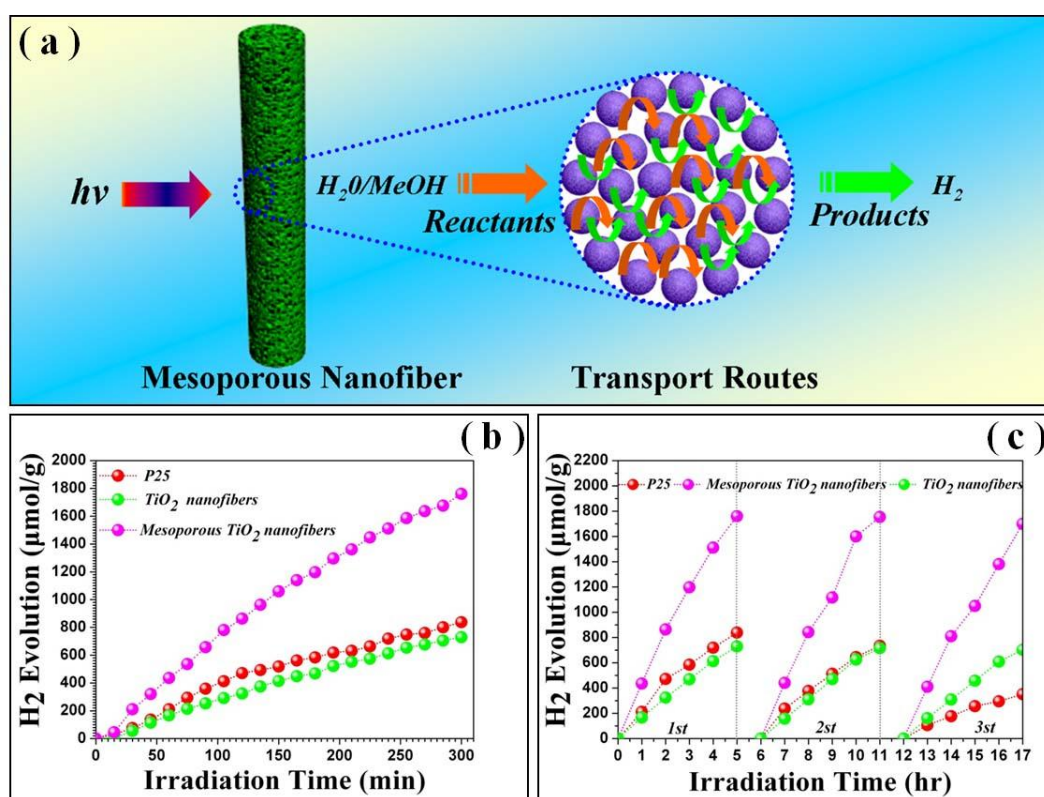 ( a )
hν
H₂0/MeOH
Reactants
Products
H₂
Mesoporous Nanofiber
Transport Routes
( b )
H₂ Evolution (μmol/g)
2000
1800
1600
1400
1200
1000
800
600
400
200
0
P25
TiO₂ nanofibers
Mesoporous TiO₂ nanofibers
0 50 100 150 200 250 300
Irradiation Time (min)
( c )
H₂ Evolution (μmol/g)
2200
2000
1800
1600
1400
1200
1000
800
600
400
200
0
P25 Mesoporous TiO₂ nanofibers TiO₂ nanofibers
1st 2st 3st
0 1 2 3 4 5 6 7 8 9 10 11 12 13 14 15 16 17
Irradiation Time (hr)